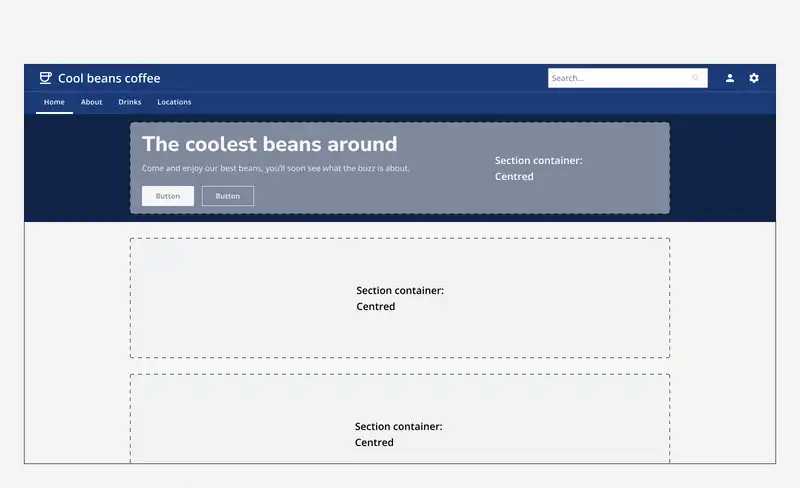 Cool beans coffee
Search...
Home About Drinks Locations
The coolest beans around
Come and enjoy our best beans, you'll soon see what the buzz is about.
Button Button
Section container:
Centred
Section container:
Centred
Section container:
Centred